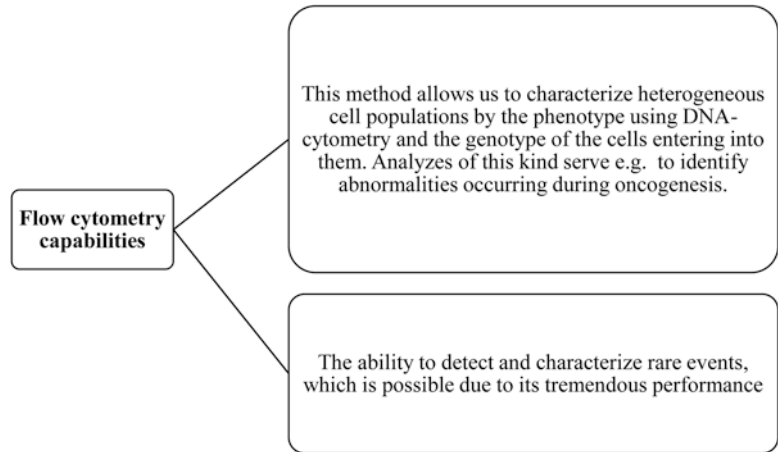 This method allows us to characterize heterogeneous
cell populations by the phenotype using DNA-
cytometry and the genotype of the cells entering into
them. Analyzes of this kind serve e.g. to identify
abnormalities occurring during oncogenesis.
Flow cytometry
capabilities
The ability to detect and characterize rare events,
which is possible due to its tremendous performance